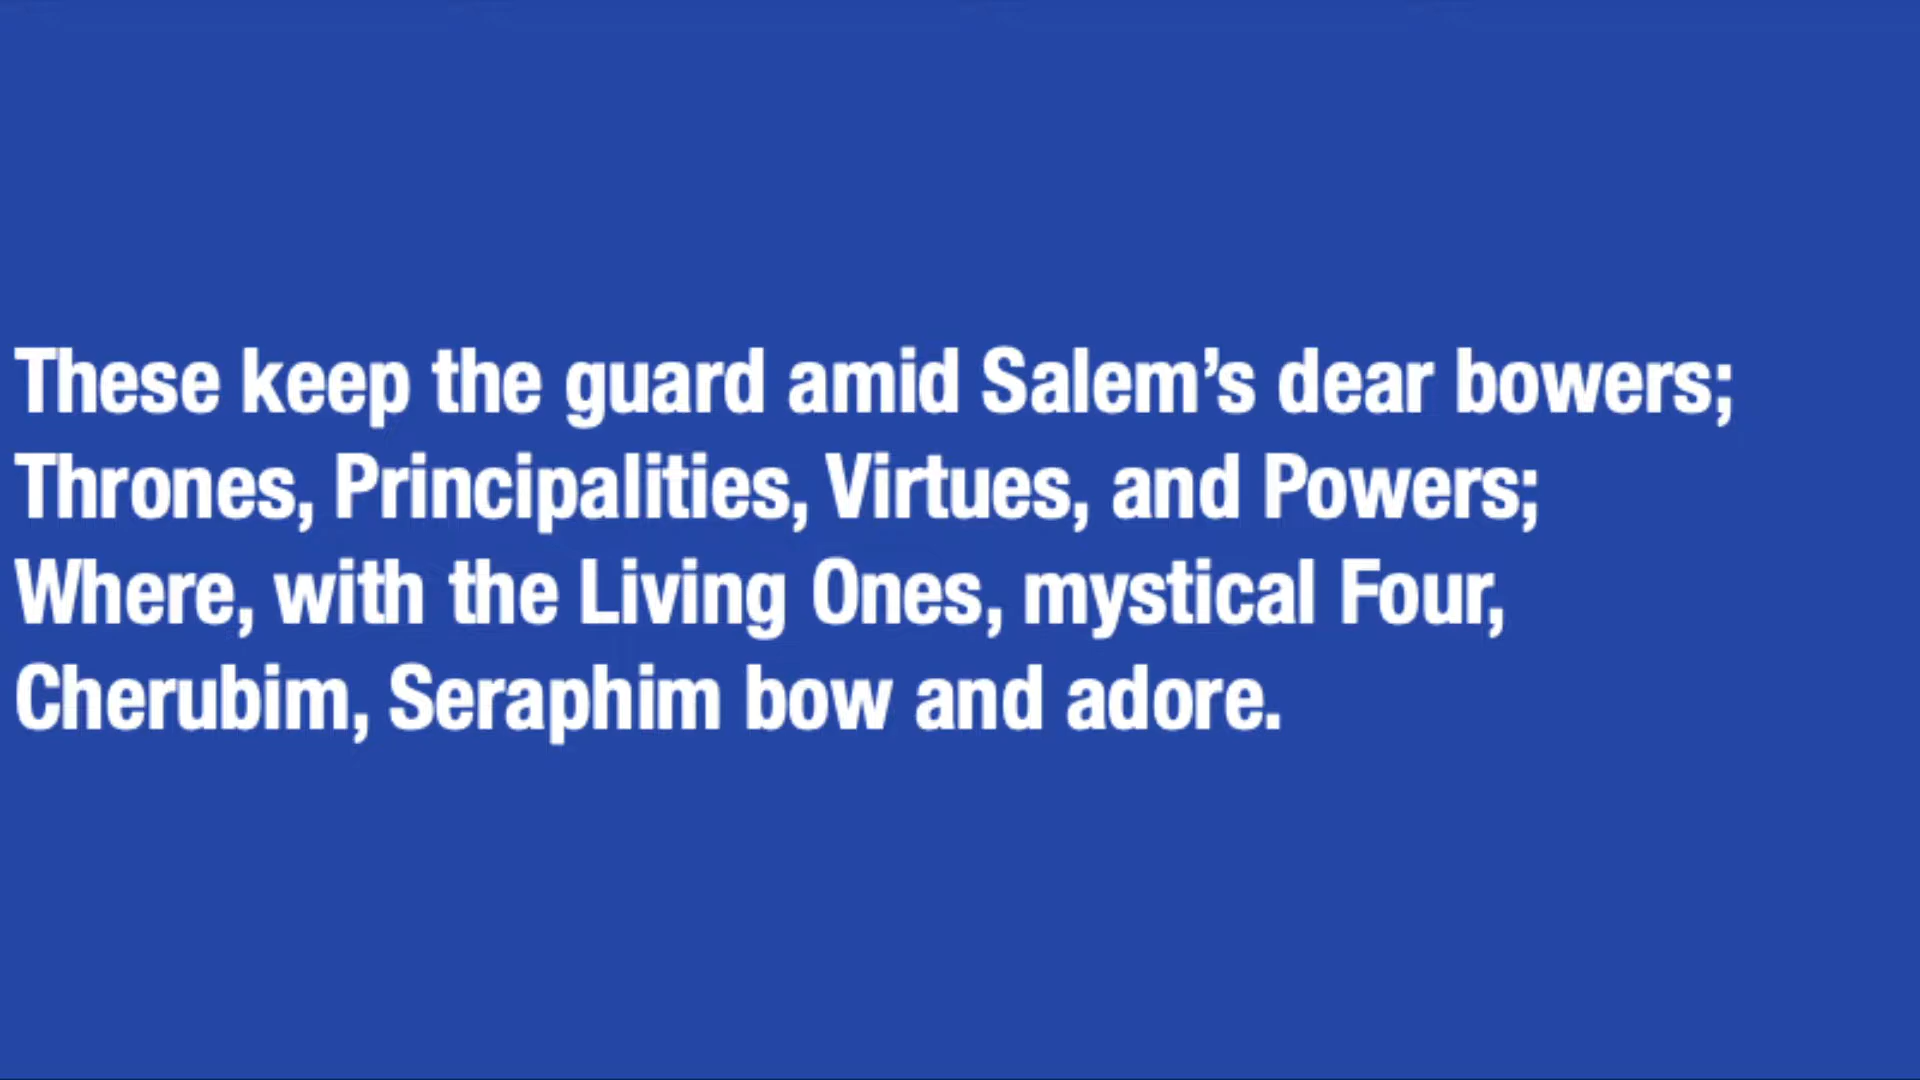 These keep the guard amid Salem’s dear bowers;
Thrones, Principalities, Virtues, and Powers;
Where, with the Living Ones, mystical Four,
Cherubim, Seraphim bow and adore.